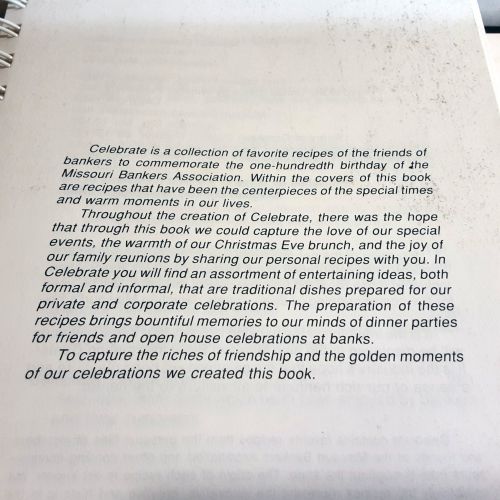 Celebrate is a collection of favorite recipes of the friends of
bankers to commemorate the one-hundredth birthday of the
Missouri Bankers Association. Within the covers of this book
are recipes that have been the centerpieces of the special times
and warm moments in our lives.
Throughout the creation of Celebrate, there was the hope
that through this book we could capture the love of our special
events, the warmth of our Christmas Eve brunch, and the joy of
our family reunions by sharing our personal recipes with you. In
Celebrate you will find an assortment of entertaining ideas, both
formal and informal, that are traditional dishes prepared for our
private and corporate celebrations. The preparation of these
recipes brings bountiful memories to our minds of dinner parties
for friends and open house celebrations at banks.
To capture the riches of friendship and the golden moments
of our celebrations we created this book.